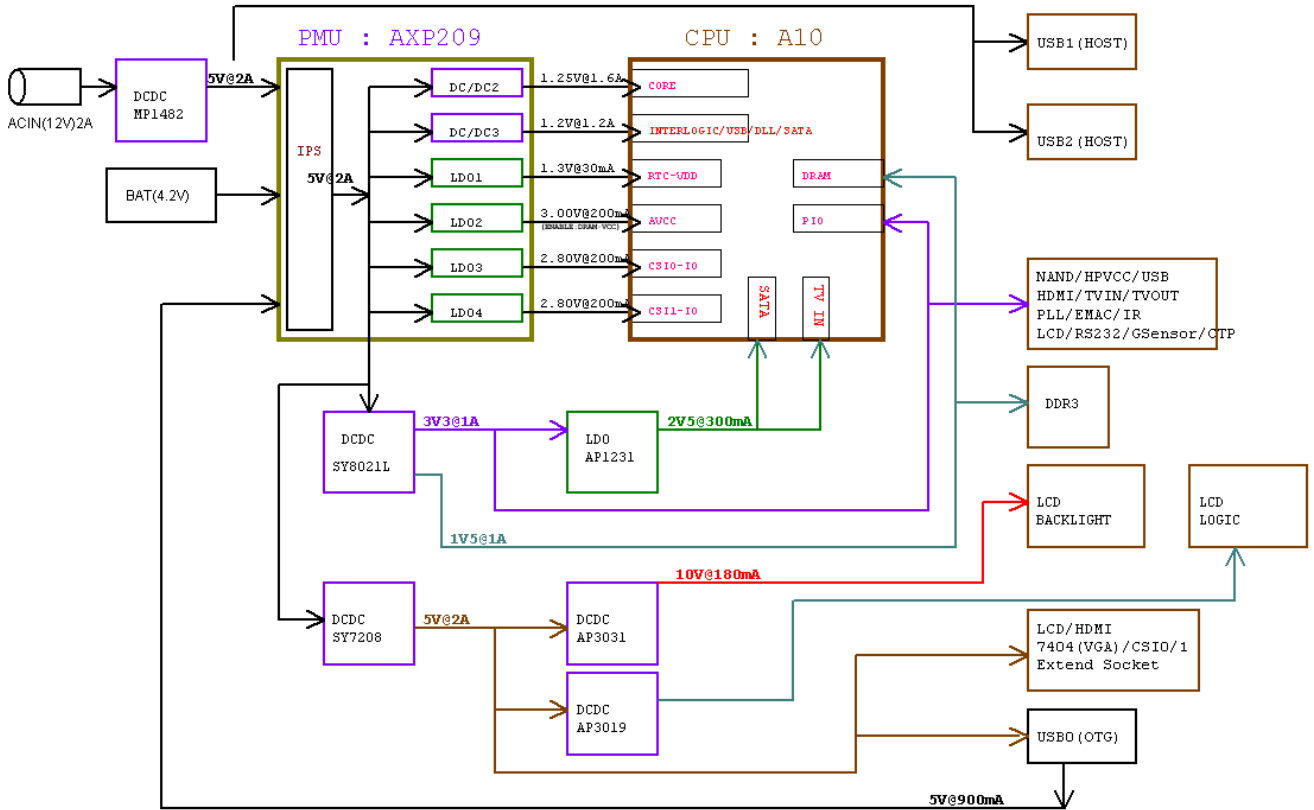 PMU : AXP209
CPU : A10
USB1(HOST)
5V@2A
1.25V@1.6A
DC/DC2
CORE
DCDC
MP1482
ACIN(12V)2A
DC/DC3
1.2V@1.2A
INTERLOGIC/USB/DLL/SATA
USB2(HOST)
IPS
5V@2A
LDO1
1.3V@30mA
RTC-VDD
DRAM
BAT(4.2V)
LDO2
3.00V@200mA
(ENABLE:DRAM-VCC)
AVCC
PIO
LDO3
2.80V@200mA
CSI0-IO
LDO4
2.80V@200mA
CSI1-IO
SATA
TV IN
NAND/HPVCC/USB
HDMI/TVIN/TVOUT
PLL/EMAC/IR
LCD/RS232/GSensor/CTP
DDR3
DCDC
SY8021L
3V3@1A
LDO
AP1231
2V5@300mA
1V5@1A
LCD
BACKLIGHT
LCD
LOGIC
10V@180mA
DCDC
SY7208
5V@2A
DCDC
AP3031
DCDC
AP3019
LCD/HDMI
7404(VGA)/CSI0/1
Extend Socket
USB0(OTG)
5V@900mA